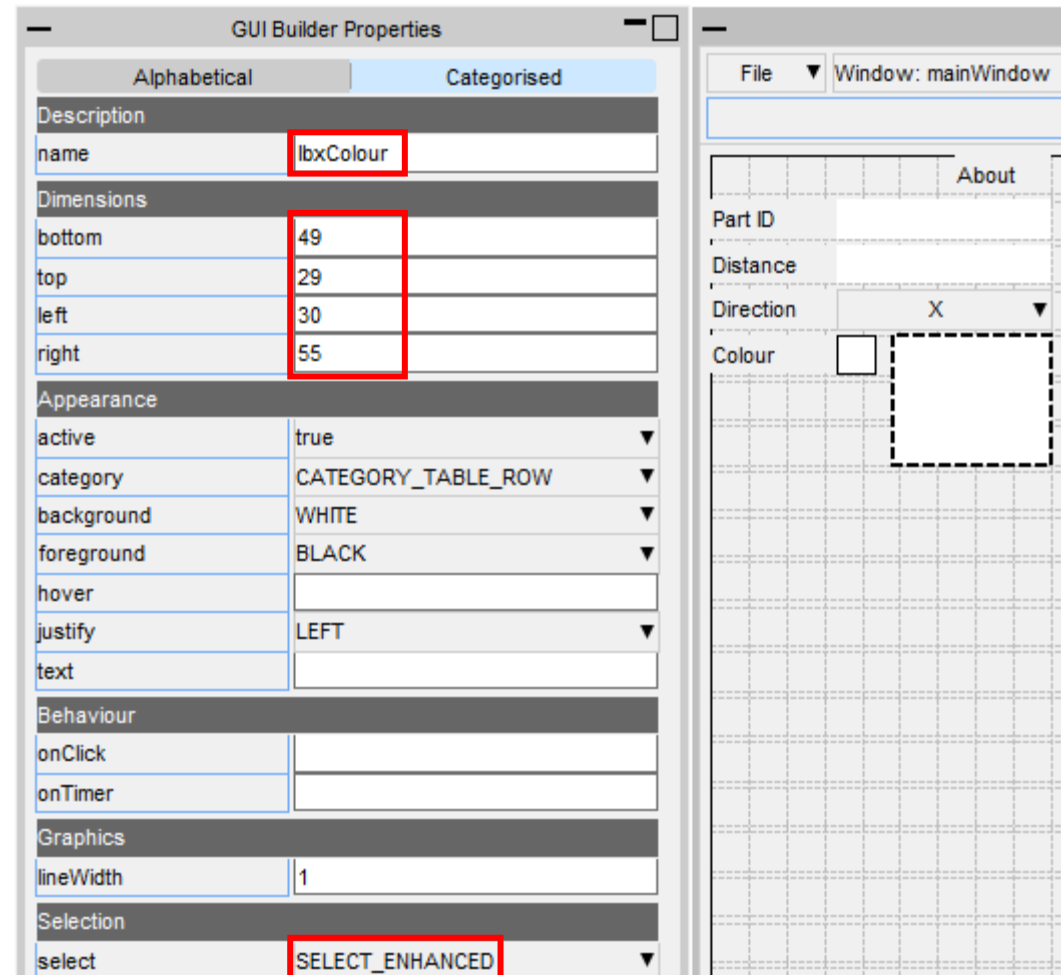 GUI Builder Properties
Alphabetical Categorised
Description
name lbxColour
Dimensions
bottom 49
top 29
left 30
right 55
Appearance
active true
category CATEGORY_TABLE_ROW
background WHITE
foreground BLACK
hover
justify LEFT
text
Behaviour
onClick
onTimer
Graphics
lineWidth 1
Selection
select SELECT_ENHANCED
File Window: mainWindow
About
Part ID
Distance
Direction X
Colour